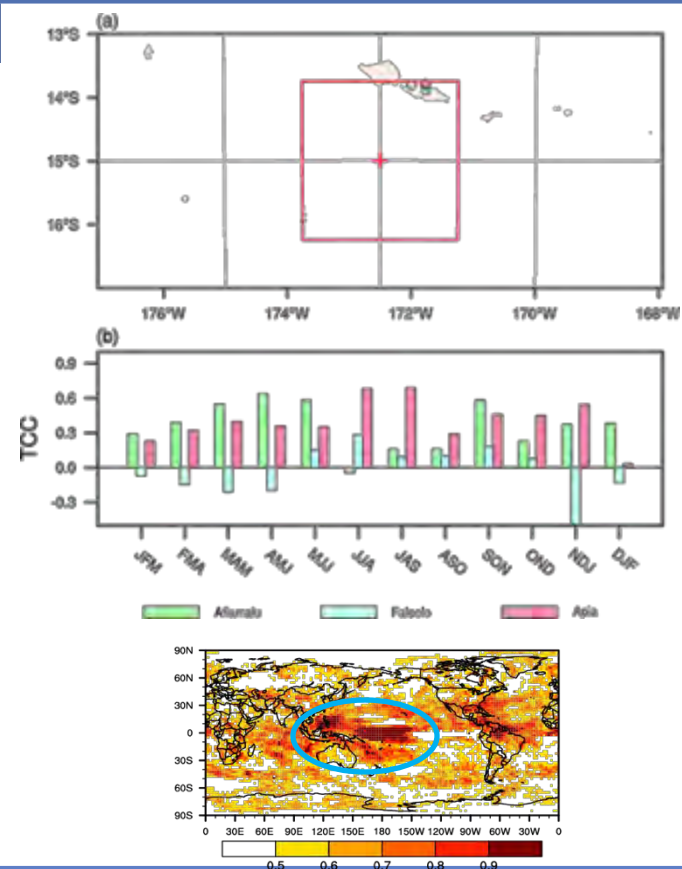 (a)
13°S
14°S
15°S
16°S
176°W 174°W 172°W 170°W 168°W
(b)
TCC
0.9
0.6
0.3
0.0
-0.3
JFM FMA MAM AMJ MJJ JJA JAS ASO SON OND NDJ DJF
Afiamalu Faleolo Apia
90N
60N
30N
0
30S
60S
90S
0 30E 60E 90E 120E 150E 180 150W 120W 90W 60W 30W 0
0.5 0.6 0.7 0.8 0.9